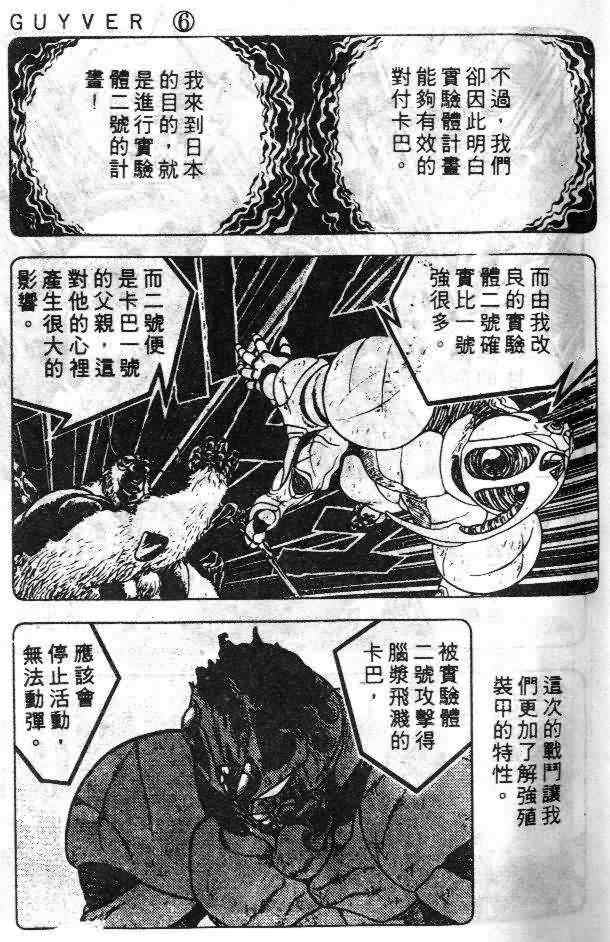 GUYVER ⑥
不過，我們
卻因此明白
實驗體計畫
能夠有效的
對付卡巴。
我來到日本
的目的，就
是進行實驗
體二號的計
畫！
而由我改
良的實驗
體二號確
實比一號
強很多。
而二號便
是卡巴一號
的父親，這
對他的心裡
產生很大的
影響。
這次的戰鬥讓我
們更加了解強殖
裝甲的特性。
被實驗體
二號攻擊得
腦漿飛濺的
卡巴，
應該會
停止活動，
無法動彈。